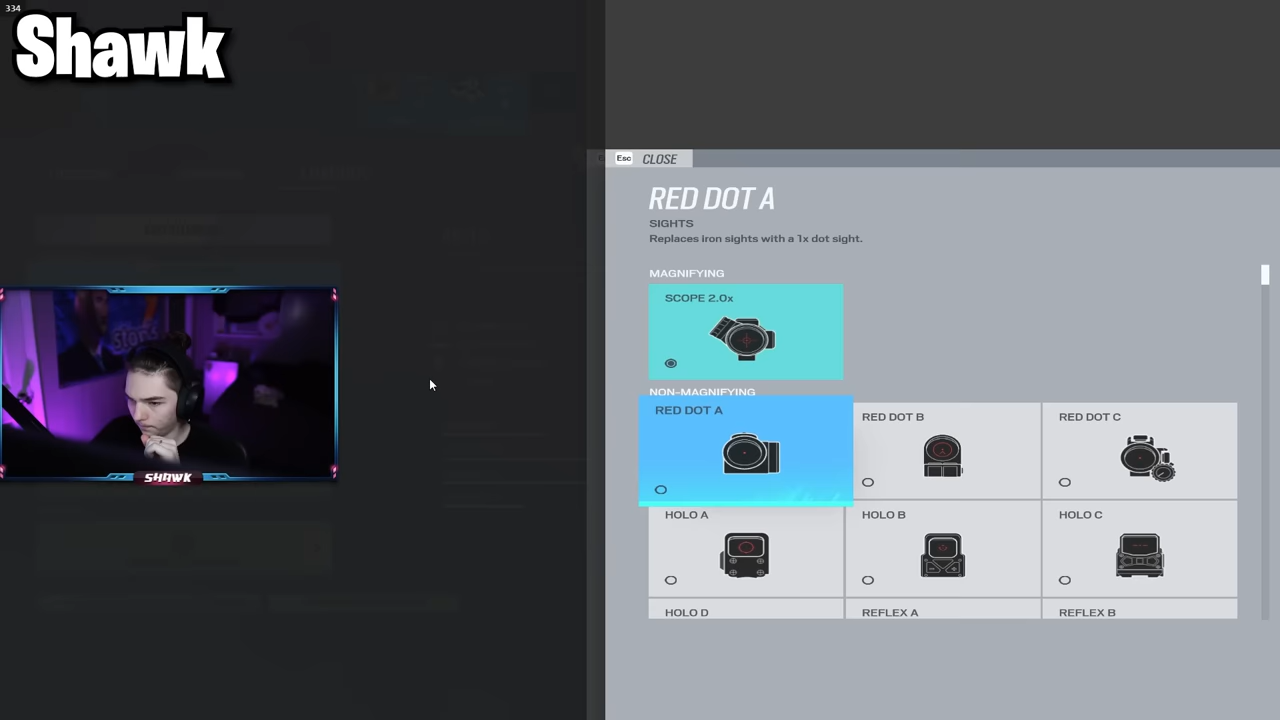 334
Shawk
Esc CLOSE
RED DOT A
SIGHTS
Replaces iron sights with a 1x dot sight.
MAGNIFYING
SCOPE 2.0x
NON-MAGNIFYING
RED DOT A
RED DOT B
RED DOT C
HOLO A
HOLO B
HOLO C
HOLO D
REFLEX A
REFLEX B
SHAWK